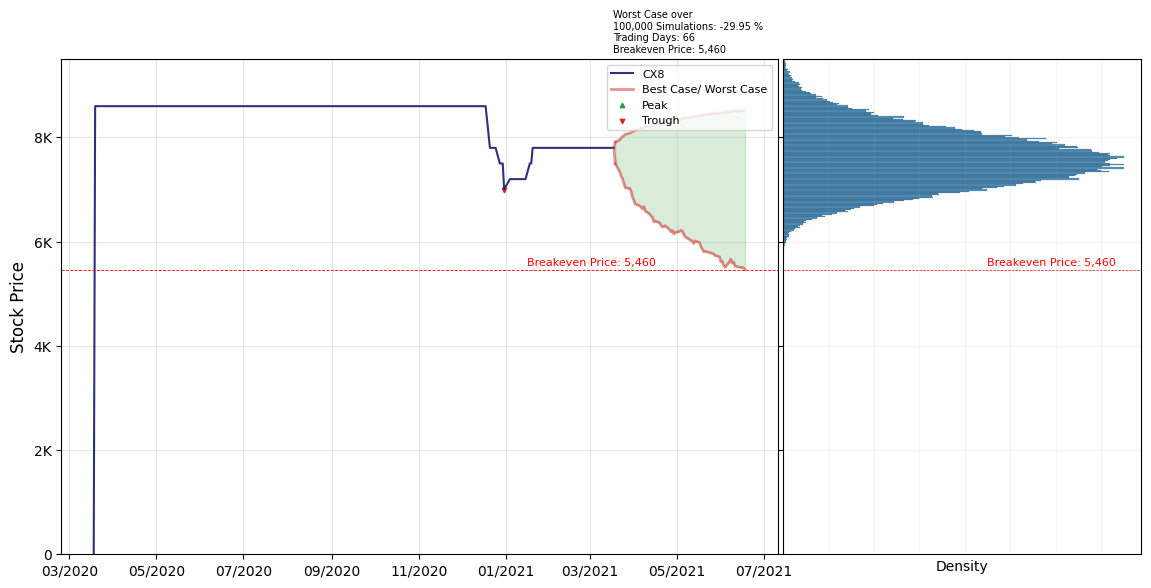 Worst Case over
100,000 Simulations: -29.95 %
Trading Days: 66
Breakeven Price: 5,460
CX8
Best Case/ Worst Case
Peak
Trough
8K
6K
4K
2K
0
Stock Price
Breakeven Price: 5,460
Breakeven Price: 5,460
03/2020
05/2020
07/2020
09/2020
11/2020
01/2021
03/2021
05/2021
07/2021
Density